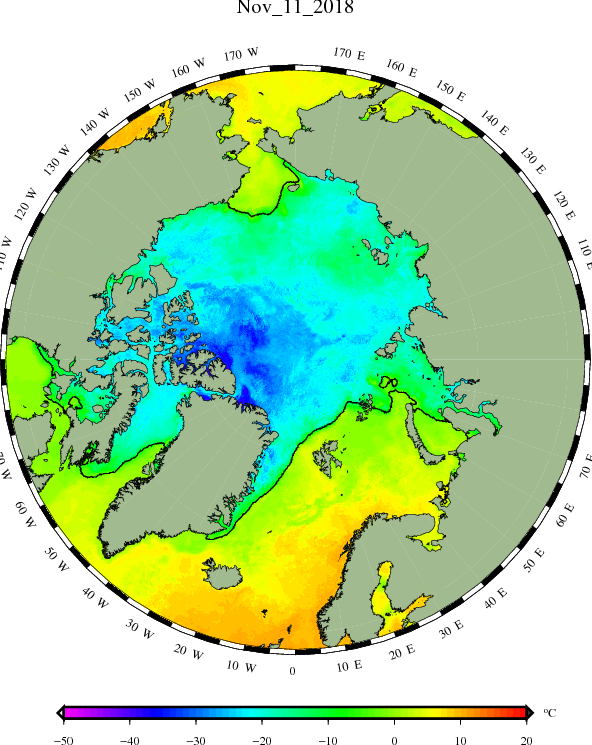 Nov_11_2018
170 W
170 E
160 W
160 E
150 W
150 E
140 W
140 E
130 W
130 E
120 W
120 E
110 E
70 E
60 W
60 E
50 W
50 E
40 W
40 E
30 W
30 E
20 W
20 E
10 W
10 E
0
°C
−50 −40 −30 −20 −10 0 10 20